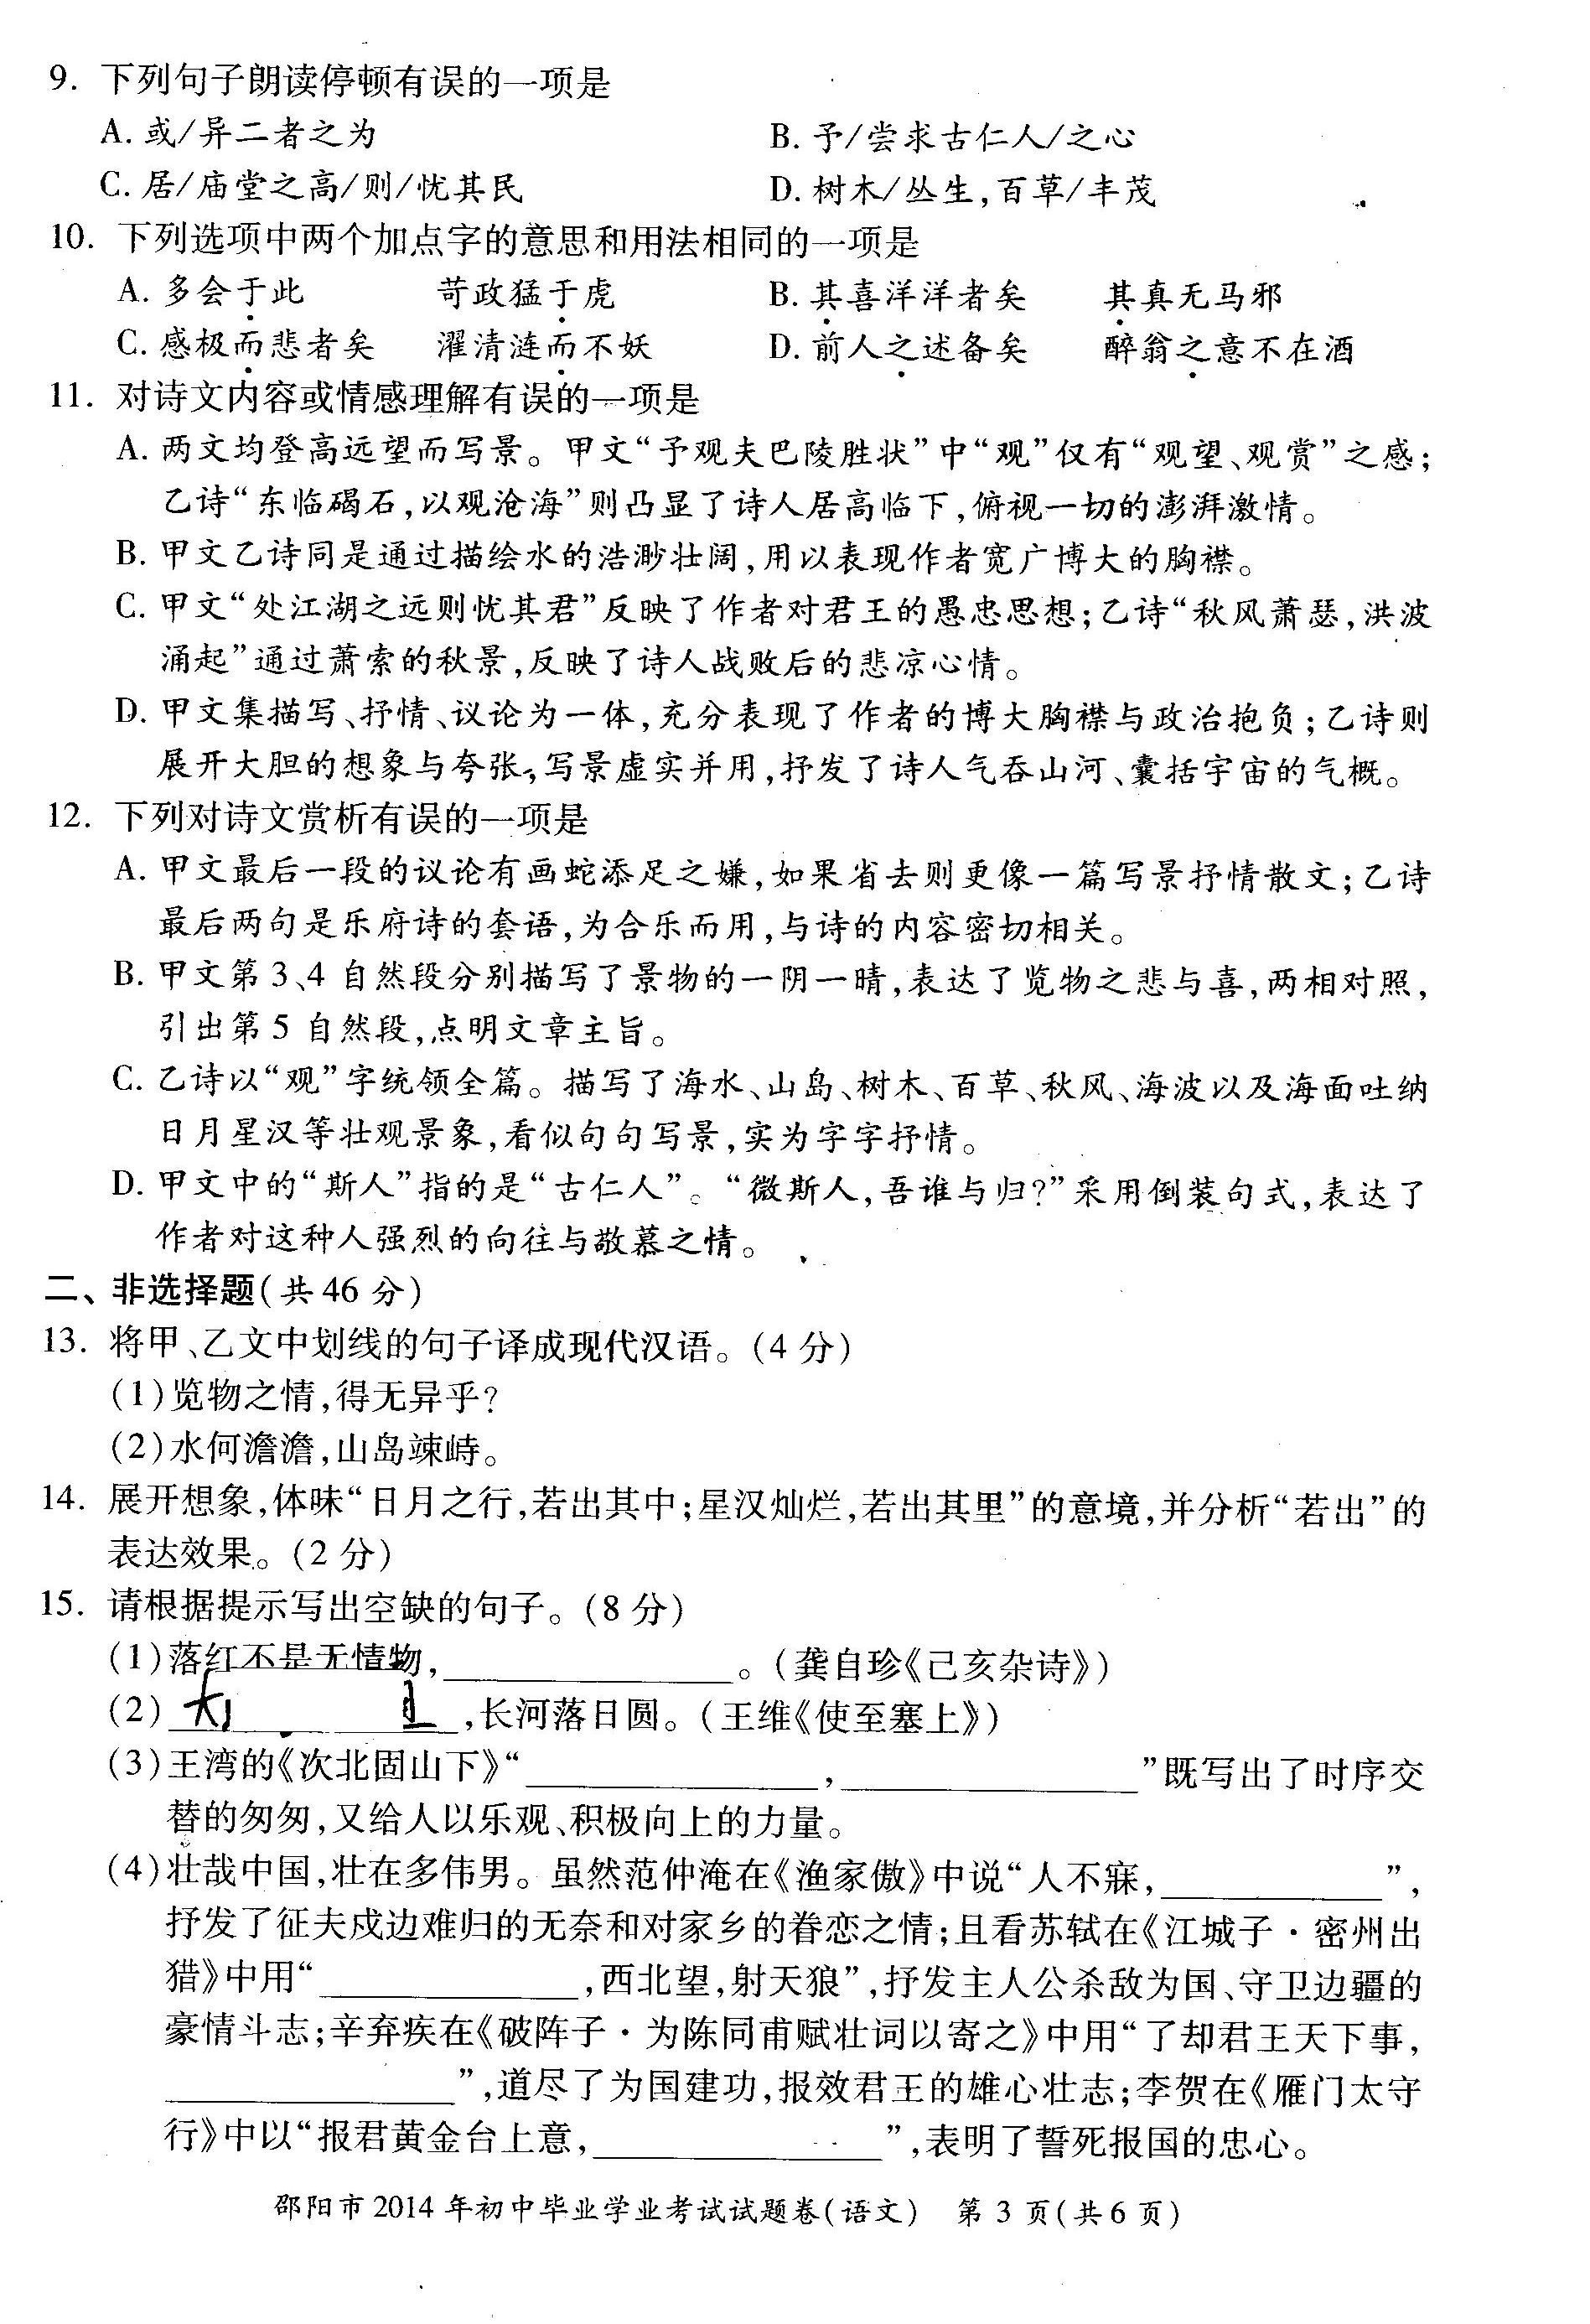 9. 下列句子朗读停顿有误的一项是
A. 或/异二者之为 B. 予/尝求古仁人/之心
C. 居/庙堂之高/则/忧其民 D. 树木/丛生,百草/丰茂
10. 下列选项中两个加点字的意思和用法相同的一项是
A. 多会于此 苛政猛于虎 B. 其喜洋洋者矣 其真无马邪
C. 感极而悲者矣 濯清涟而不妖 D. 前人之述备矣 醉翁之意不在酒
11. 对诗文内容或情感理解有误的一项是
A. 两文均登高远望而写景。甲文“予观夫巴陵胜状”中“观”仅有“观望、观赏”之感;
乙诗“东临碣石,以观沧海”则凸显了诗人居高临下,俯视一切的澎湃激情。
B. 甲文乙诗同是通过描绘水的浩渺壮阔,用以表现作者宽广博大的胸襟。
C. 甲文“处江湖之远则忧其君”反映了作者对君王的愚忠思想;乙诗“秋风萧瑟,洪波
涌起”通过萧索的秋景,反映了诗人战败后的悲凉心情。
D. 甲文集描写、抒情、议论为一体,充分表现了作者的博大胸襟与政治抱负;乙诗则
展开大胆的想象与夸张,写景虚实并用,抒发了诗人气吞山河、囊括宇宙的气概。
12. 下列对诗文赏析有误的一项是
A. 甲文最后一段的议论有画蛇添足之嫌,如果省去则更像一篇写景抒情散文;乙诗
最后两句是乐府诗的套语,为合乐而用,与诗的内容密切相关。
B. 甲文第3、4自然段分别描写了景物的一阴一晴,表达了览物之悲与喜,两相对照,
引出第5自然段,点明文章主旨。
C. 乙诗以“观”字统领全篇。描写了海水、山岛、树木、百草、秋风、海波以及海面吐纳
日月星汉等壮观景象,看似句句写景,实为字字抒情。
D. 甲文中的“斯人”指的是“古仁人”。“微斯人,吾谁与归?”采用倒装句式,表达了
作者对这种人强烈的向往与敬慕之情。
二、非选择题(共46分)
13. 将甲、乙文中划线的句子译成现代汉语。(4分)
(1)览物之情,得无异乎?
(2)水何澹澹,山岛竦峙。
14. 展开想象,体味“日月之行,若出其中;星汉灿烂,若出其里”的意境,并分析“若出”的
表达效果。(2分)
15. 请根据提示写出空缺的句子。(8分)
(1)落红不是无情物,________。(龚自珍《己亥杂诗》)
(2)________,长河落日圆。(王维《使至塞上》)
(3)王湾的《次北固山下》“________,________”既写出了时序交
替的匆匆,又给人以乐观、积极向上的力量。
(4)壮哉中国,壮在多伟男。虽然范仲淹在《渔家傲》中说“人不寐,________”,
抒发了征夫戍边难归的无奈和对家乡的眷恋之情;且看苏轼在《江城子·密州出
猎》中用“________,西北望,射天狼”,抒发主人公杀敌为国、守卫边疆的
豪情斗志;辛弃疾在《破阵子·为陈同甫赋壮词以寄之》中用“了却君王天下事,
________”,道尽了为国建功,报效君王的雄心壮志;李贺在《雁门太守
行》中以“报君黄金台上意,________”,表明了誓死报国的忠心。
邵阳市2014年初中毕业学业考试试题卷(语文) 第3页(共6页)